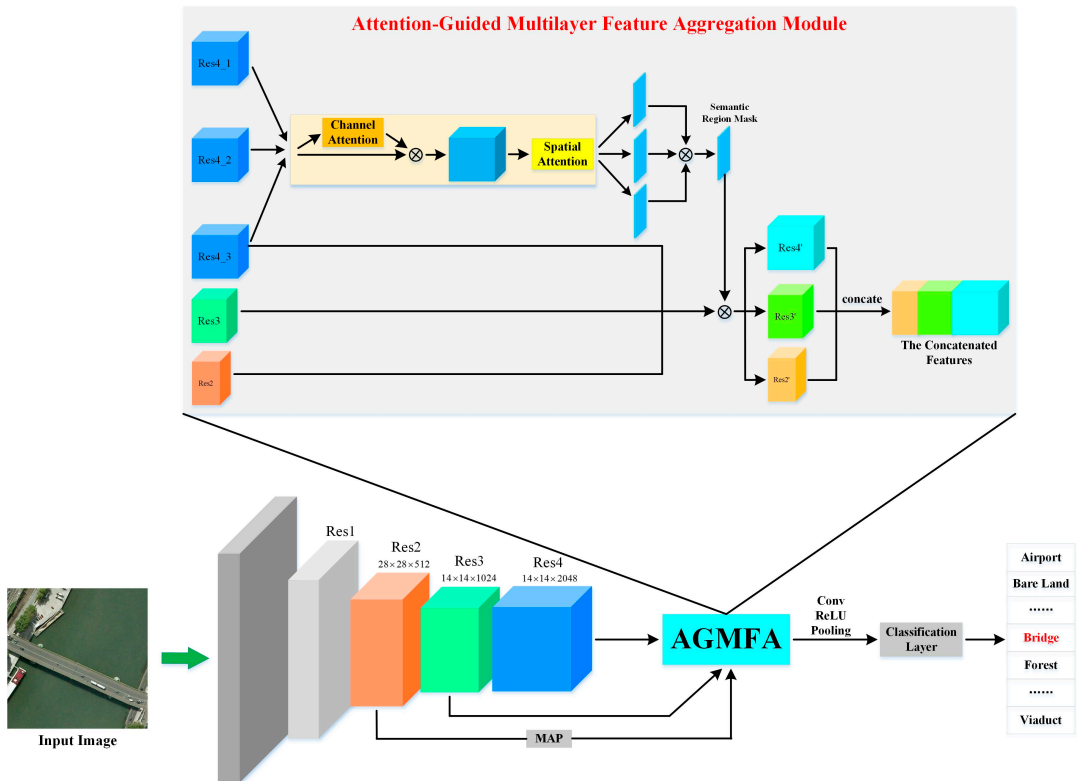 Attention-Guided Multilayer Feature Aggregation Module
Res4_1
Res4_2
Res4_3
Res3
Res2
Channel
Attention
Spatial
Attention
Semantic
Region Mask
Res4'
Res3'
Res2'
concate
The Concatenated
Features
Res1
Res2
28×28×512
Res3
14×14×1024
Res4
14×14×2048
Input Image
MAP
AGMFA
Conv
ReLU
Pooling
Classification
Layer
Airport
Bare Land
······
Bridge
Forest
······
Viaduct